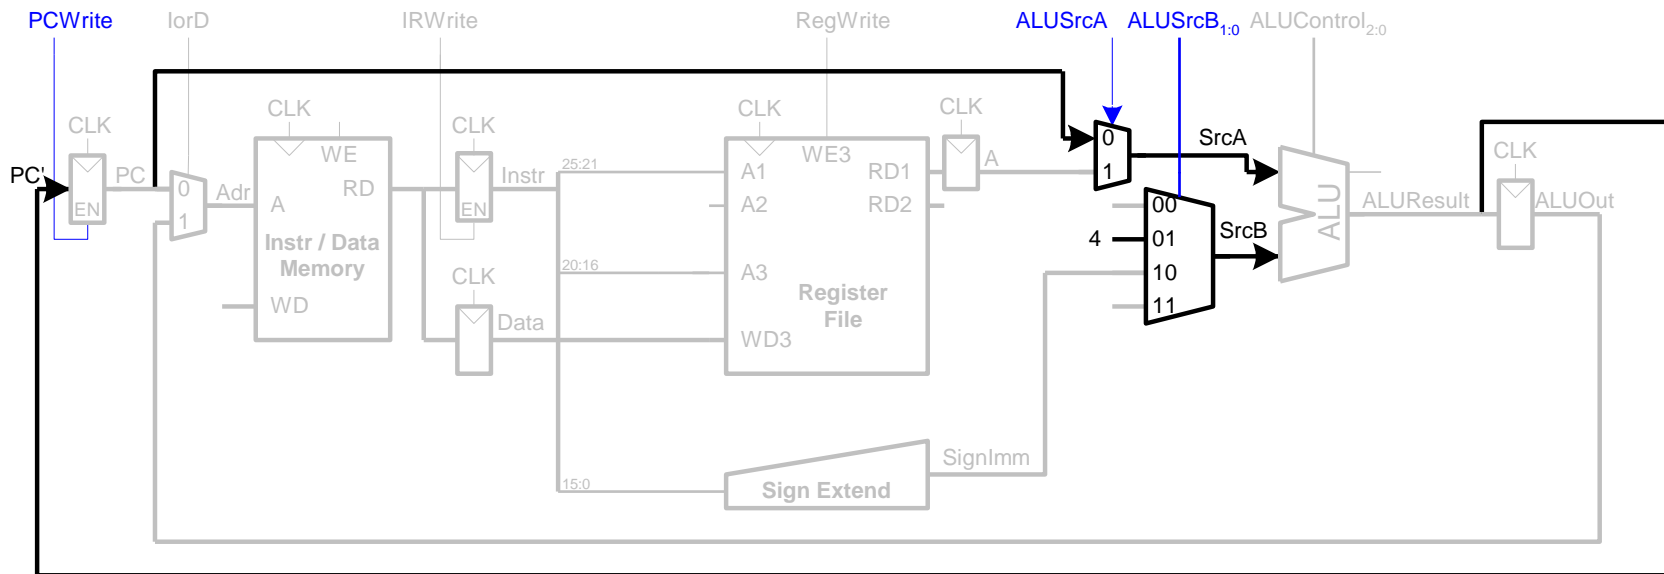 PCWrite IorD IRWrite RegWrite ALUSrcA ALUSrcB1:0 ALUControl2:0
CLK CLK CLK CLK CLK CLK CLK
PC' PC EN
0 1 Adr
A RD WE WD
Instr / Data
Memory
EN Instr
CLK
Data
25:21
20:16
15:0
A1 WE3 RD1
A2 RD2
A3
WD3
Register
File
A
Sign Extend
SignImm
0
1
SrcA
00
4 01
10
11
SrcB
ALU
ALUResult
ALUOut